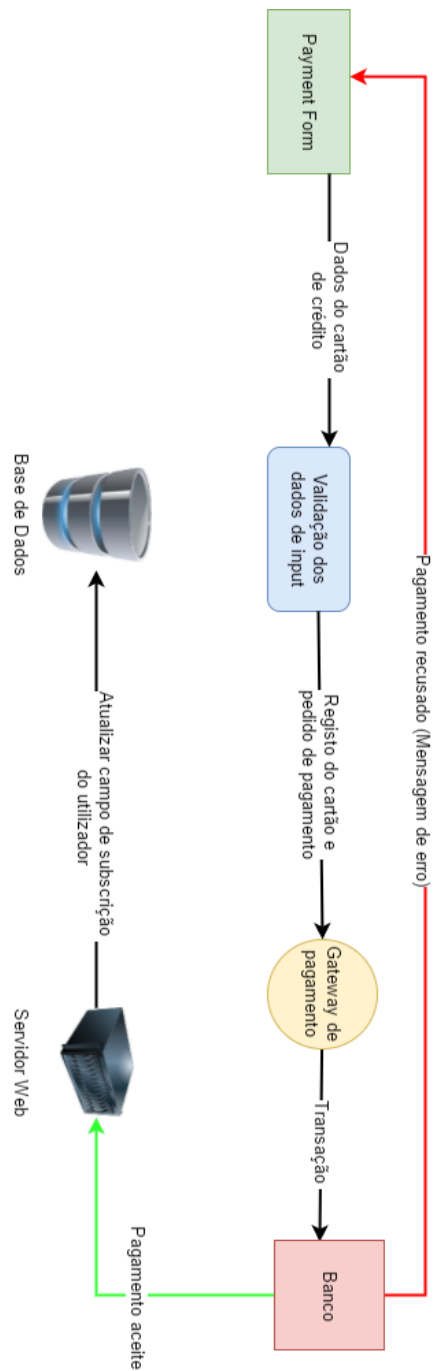 Pagamento recusado (Mensagem de erro)
Payment Form
Dados do cartão
de crédito
Validação dos
dados de input
Registo do cartão e
pedido de pagamento
Gateway de
pagamento
Transação
Banco
Base de Dados
Atualizar campo de subscrição
do utilizador
Servidor Web
Pagamento aceite